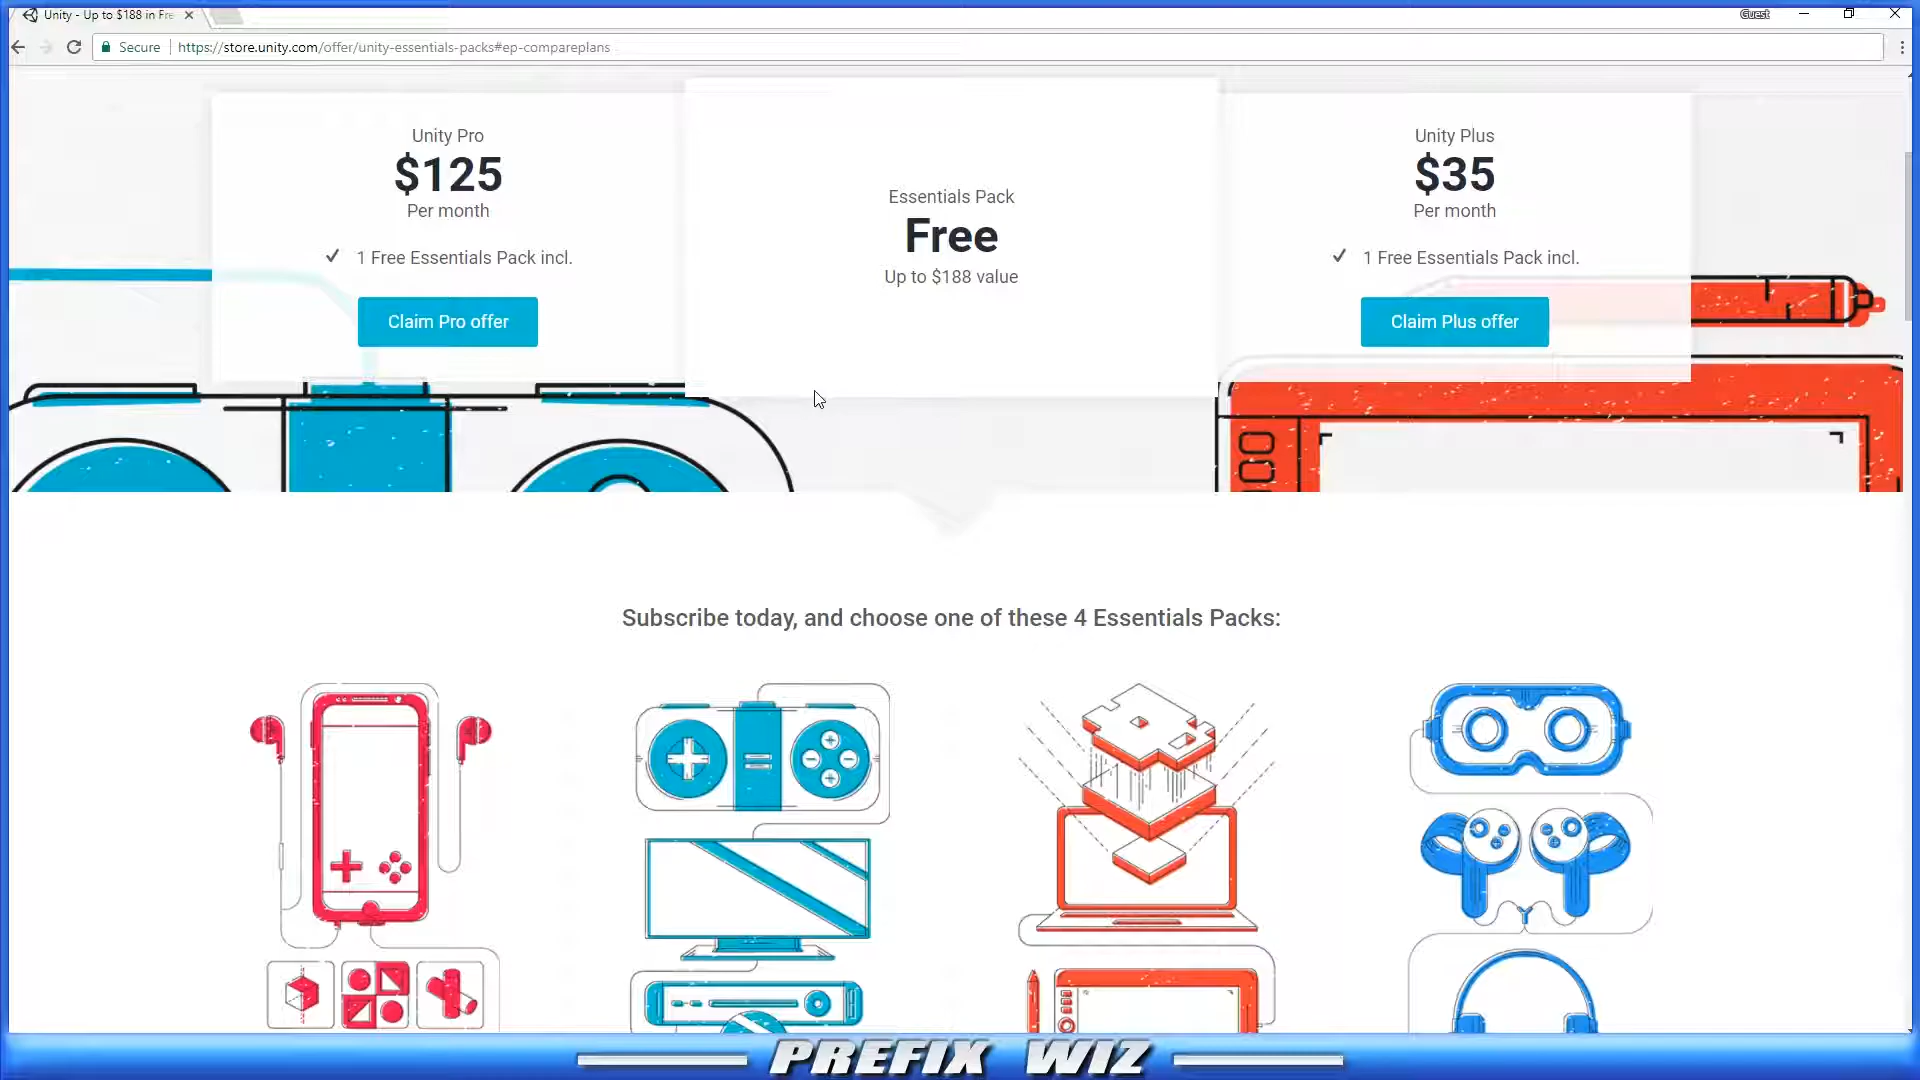 Unity - Up to $188 in Fre
Guest
Secure
https://store.unity.com/offer/unity-essentials-packs#ep-compareplans
Unity Pro
$125
Per month
1 Free Essentials Pack incl.
Claim Pro offer
Essentials Pack
Free
Up to $188 value
Unity Plus
$35
Per month
1 Free Essentials Pack incl.
Claim Plus offer
Subscribe today, and choose one of these 4 Essentials Packs:
PREFIX WIZ